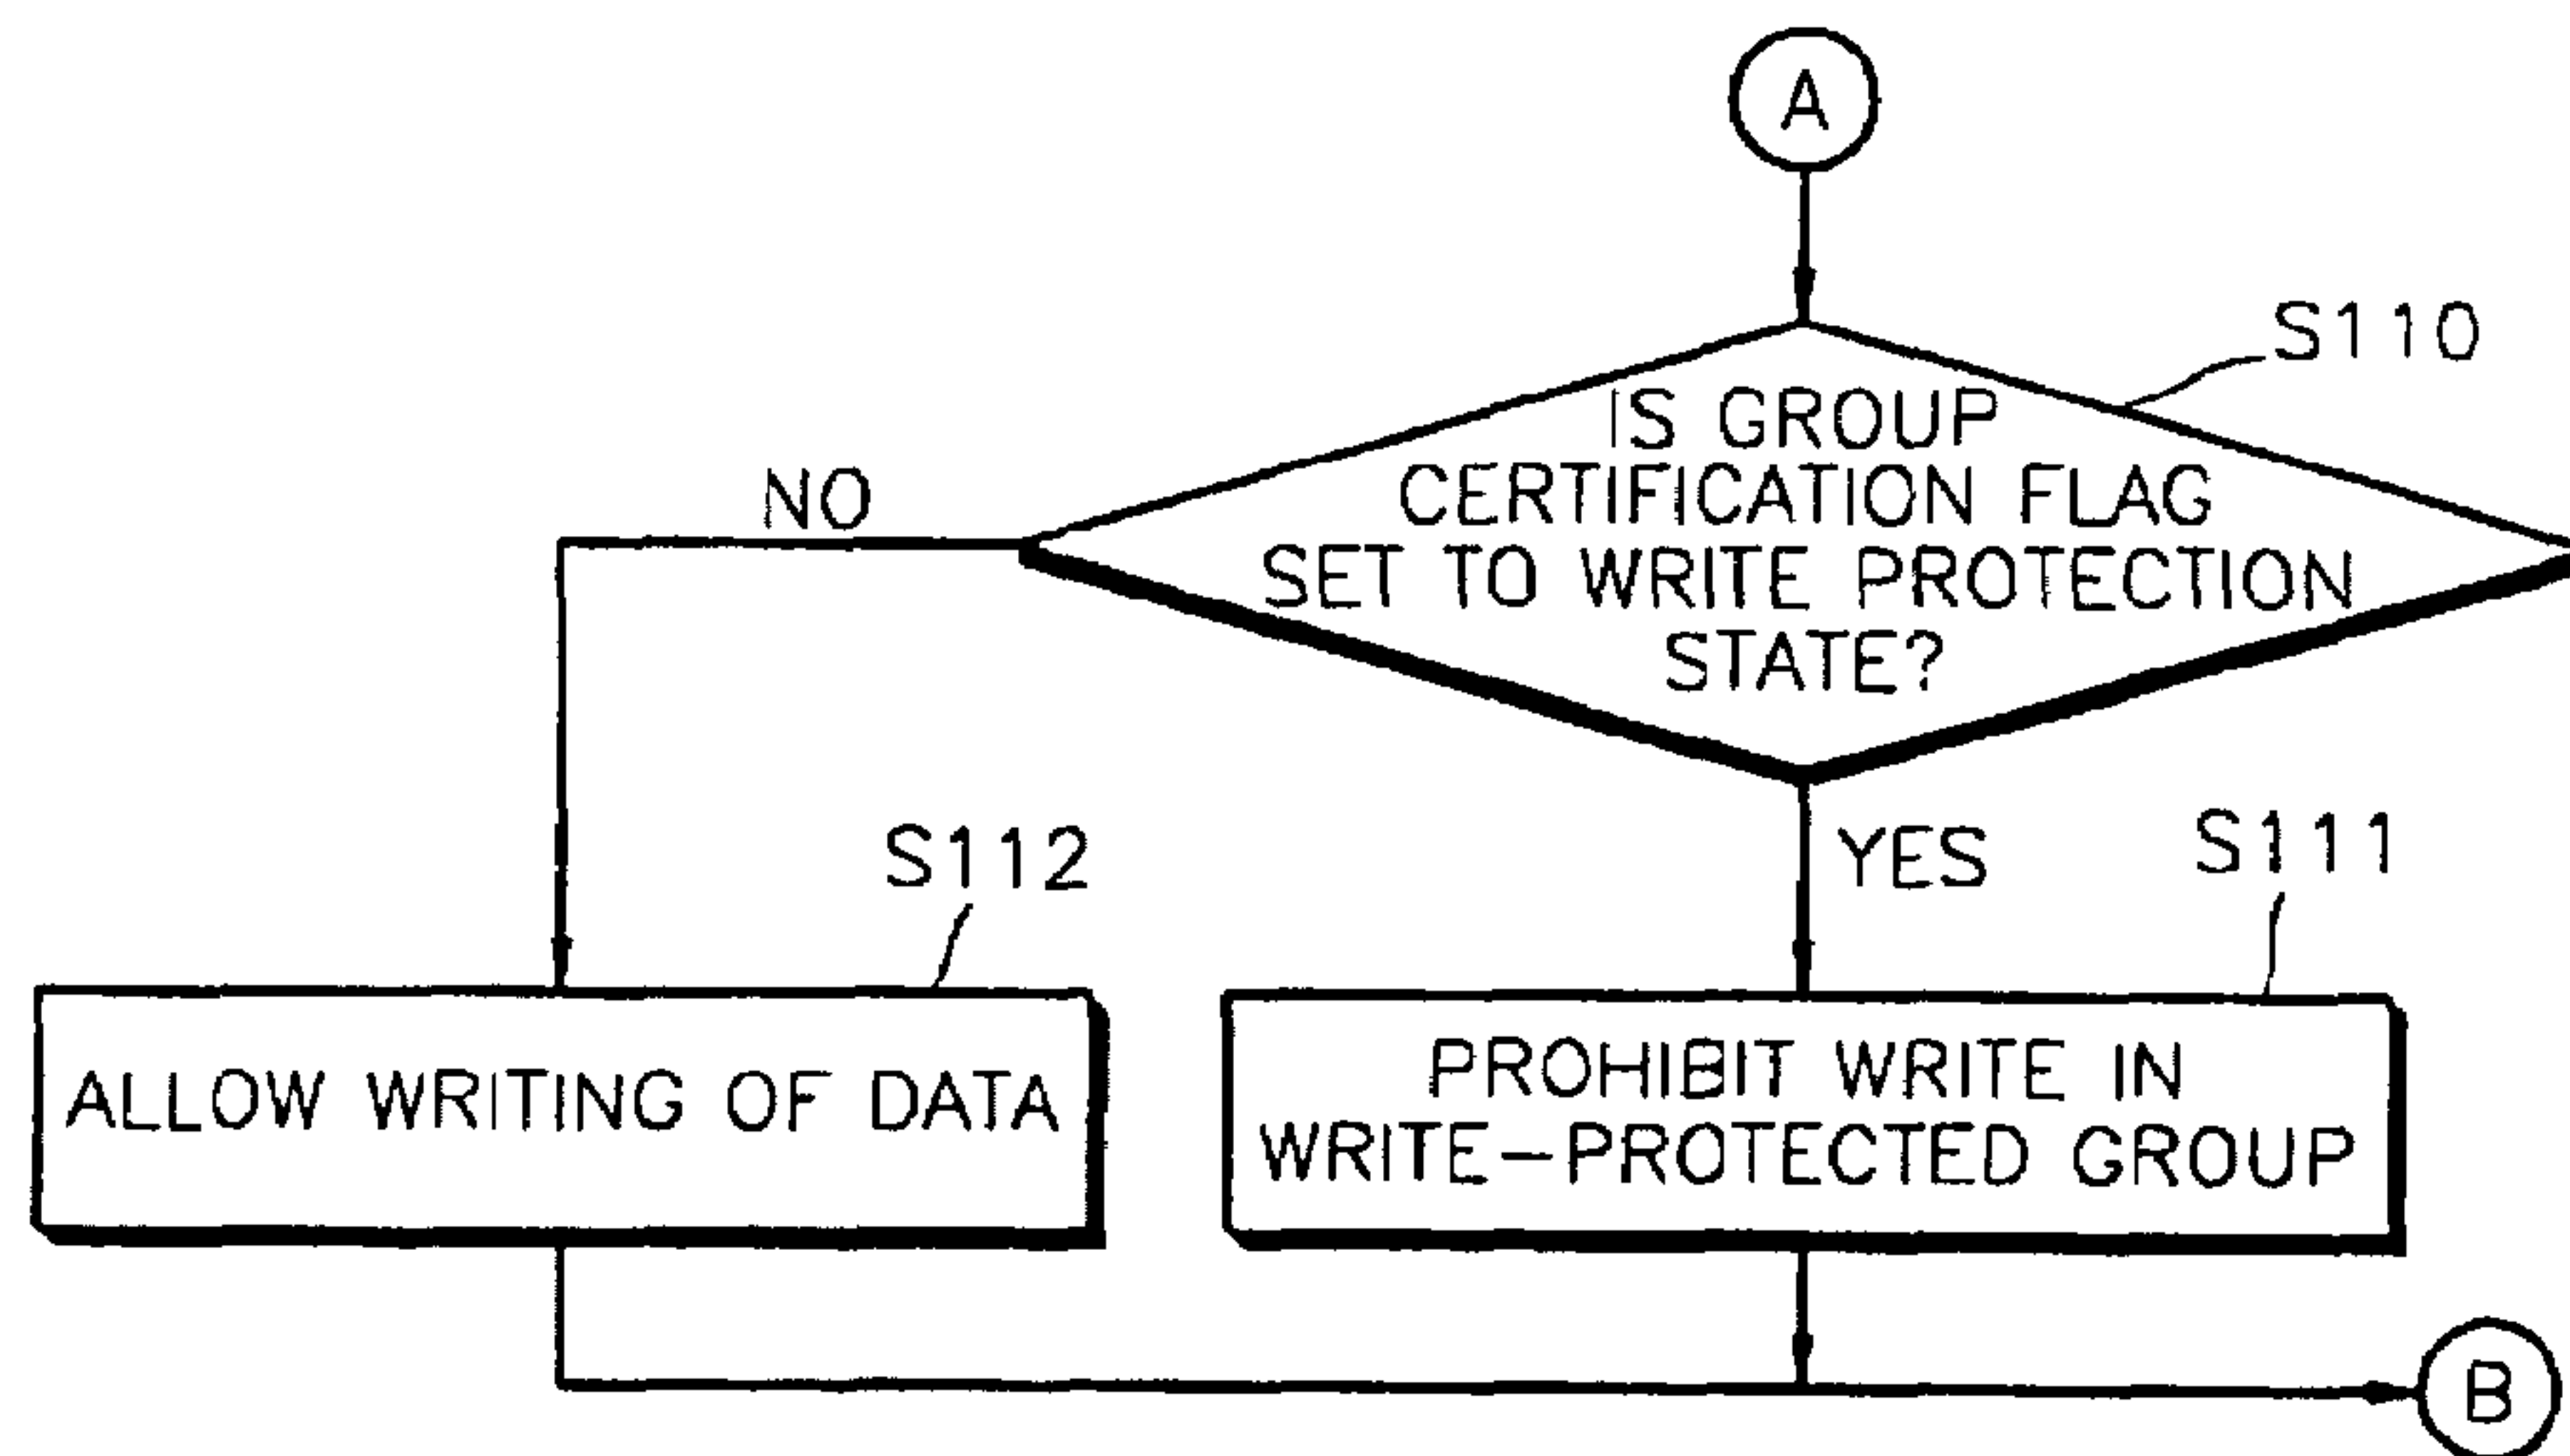 A
S110
IS GROUP
CERTIFICATION FLAG
SET TO WRITE PROTECTION
STATE?
NO
YES
S112
S111
ALLOW WRITING OF DATA
PROHIBIT WRITE IN
WRITE-PROTECTED GROUP
B